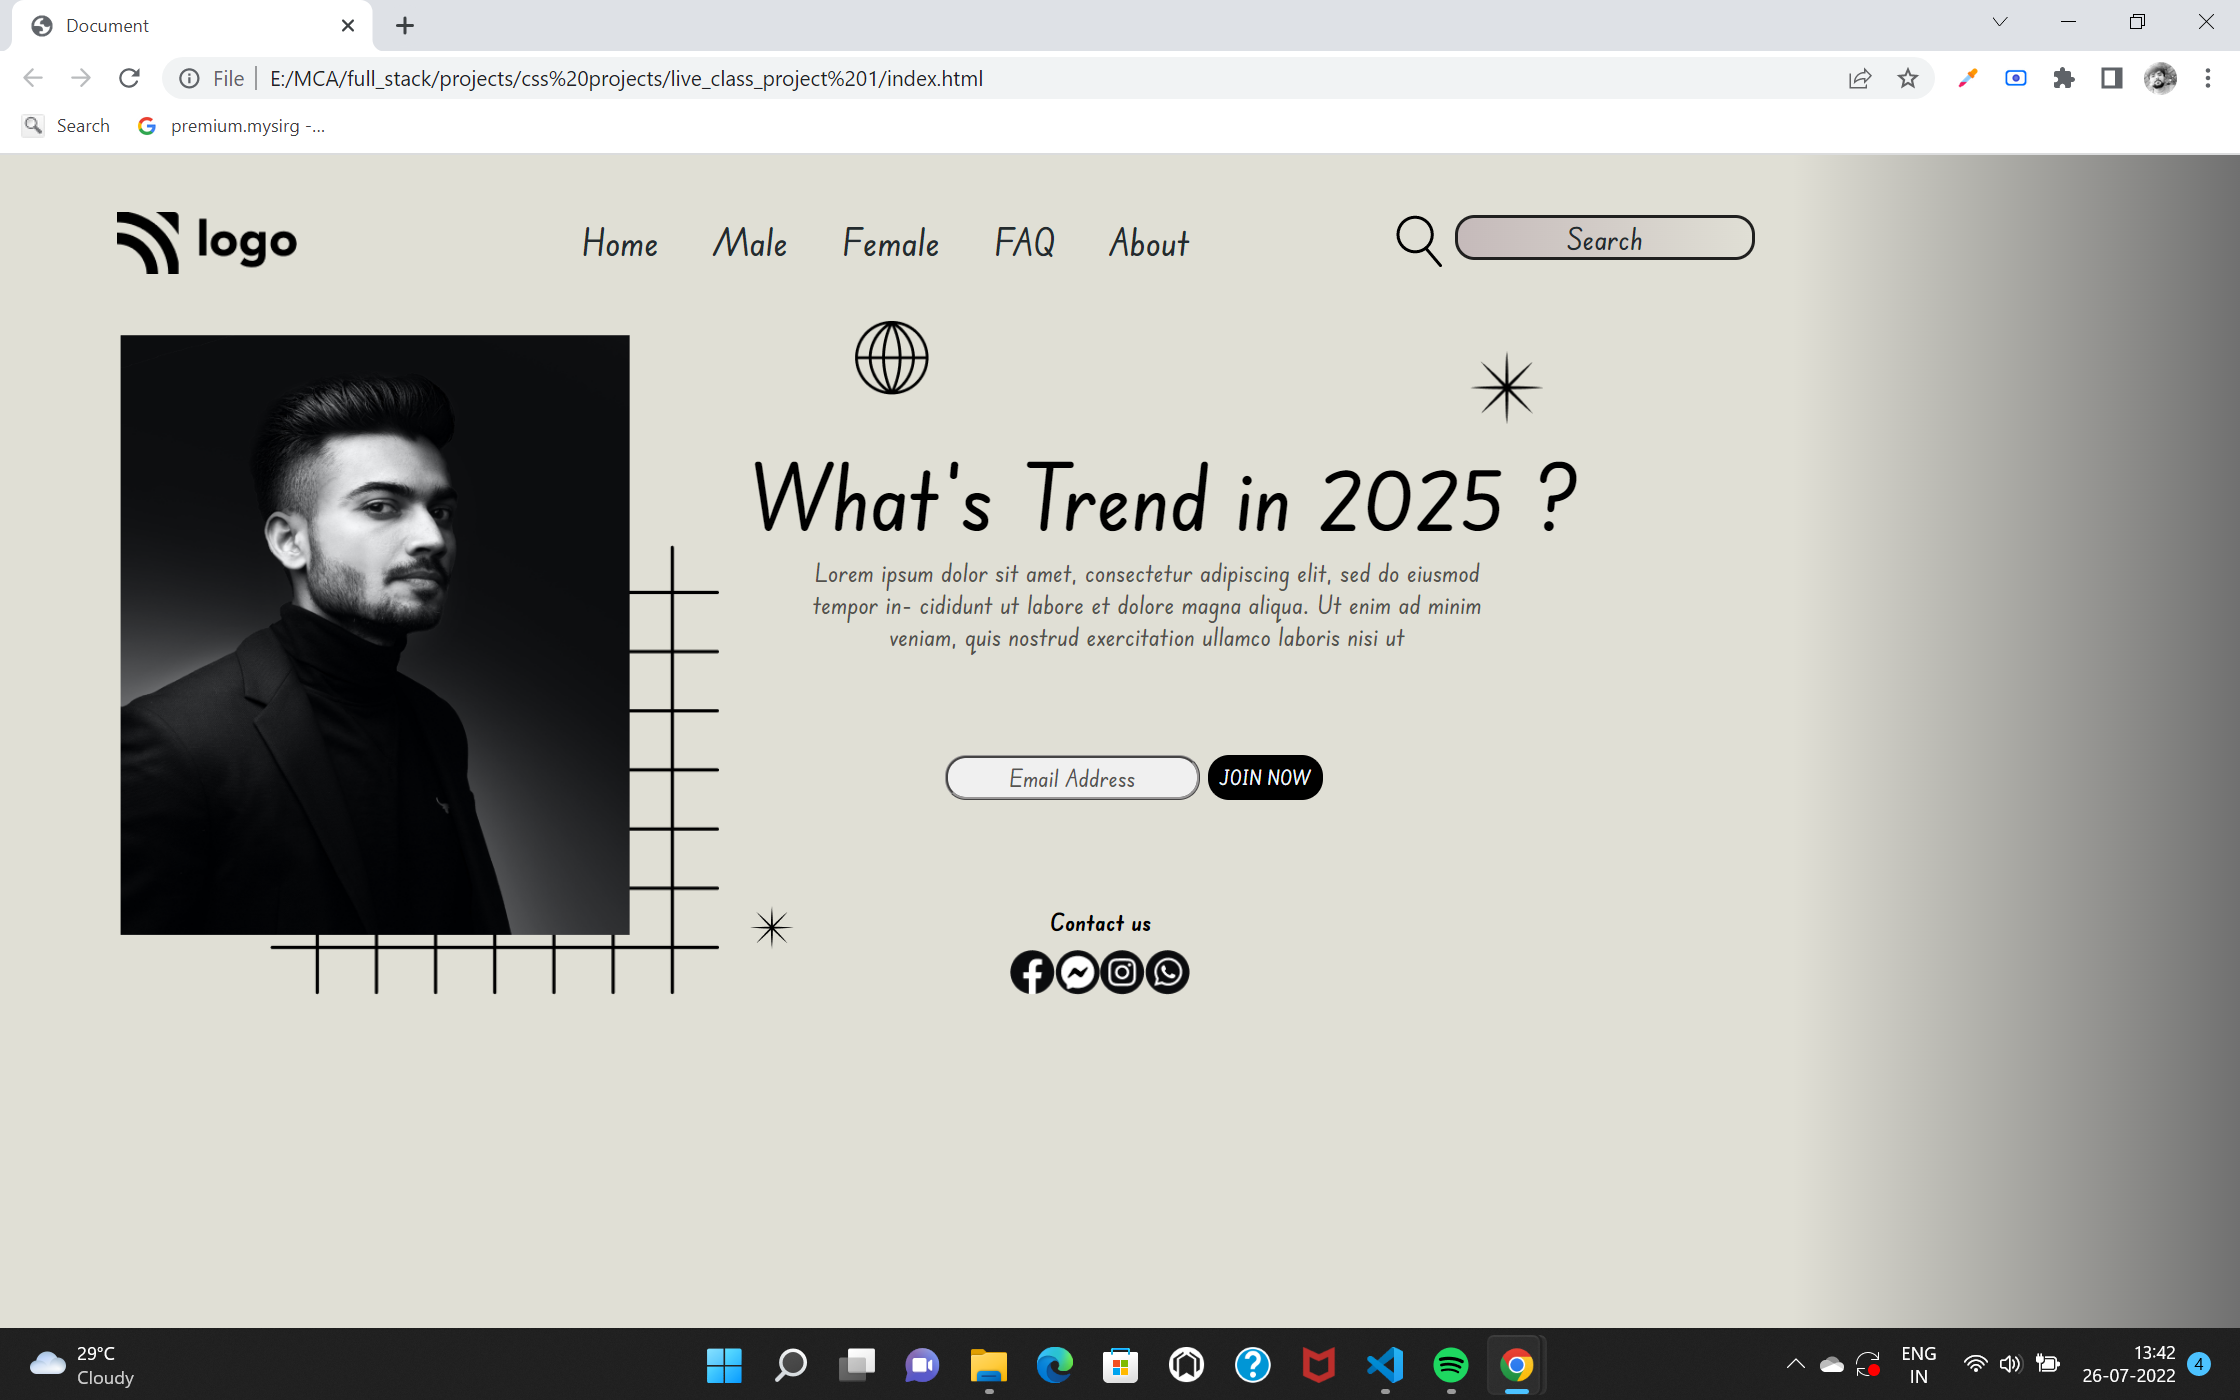 Document
File
E:/MCA/full_stack/projects/css%20projects/live_class_project%201/index.html
Search
premium.mysirg -...
logo
Home
Male
Female
FAQ
About
Search
What's Trend in 2025 ?
Lorem ipsum dolor sit amet, consectetur adipiscing elit, sed do eiusmod
tempor in- cididunt ut labore et dolore magna aliqua. Ut enim ad minim
veniam, quis nostrud exercitation ullamco laboris nisi ut
Email Address
JOIN NOW
Contact us
29°C
Cloudy
ENG
IN
13:42
26-07-2022
4